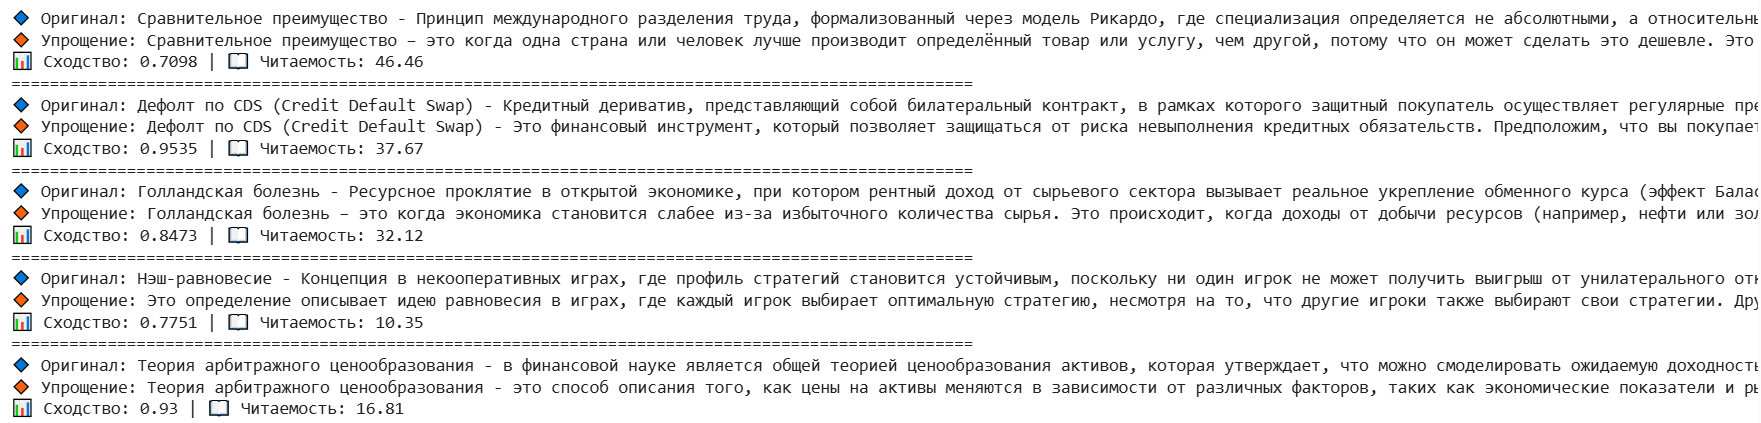 🔷 Оригинал: Сравнительное преимущество - Принцип международного разделения труда, формализованный через модель Рикардо, где специализация определяется не абсолютными, а
🔶 Упрощение: Сравнительное преимущество – это когда одна страна или человек лучше производит определённый товар или услугу, чем другой, потому что он может сделать это дешевле. Это
📊 Сходство: 0.7098 | 📖 Читаемость: 46.46
====================================================================================================
🔷 Оригинал: Дефолт по CDS (Credit Default Swap) - Кредитный дериватив, представляющий собой билатеральный контракт, в рамках которого защитный покупатель осуществляет регулярные
🔶 Упрощение: Дефолт по CDS (Credit Default Swap) - Это финансовый инструмент, который позволяет защищаться от риска невыполнения кредитных обязательств. Предположим, что вы
📊 Сходство: 0.9535 | 📖 Читаемость: 37.67
====================================================================================================
🔷 Оригинал: Голландская болезнь - Ресурсное проклятие в открытой экономике, при котором рентный доход от сырьевого сектора вызывает реальное укрепление обменного курса (эффект
🔶 Упрощение: Голландская болезнь – это когда экономика становится слабее из-за избыточного количества сырья. Это происходит, когда доходы от добычи ресурсов (например, нефти или
📊 Сходство: 0.8473 | 📖 Читаемость: 32.12
====================================================================================================
🔷 Оригинал: Нэш-равновесие - Концепция в некооперативных играх, где профиль стратегий становится устойчивым, поскольку ни один игрок не может получить выигрыш от унилатерального
🔶 Упрощение: Это определение описывает идею равновесия в играх, где каждый игрок выбирает оптимальную стратегию, несмотря на то, что другие игроки также выбирают свои стратегии.
📊 Сходство: 0.7751 | 📖 Читаемость: 10.35
====================================================================================================
🔷 Оригинал: Теория арбитражного ценообразования - в финансовой науке является общей теорией ценообразования активов, которая утверждает, что можно смоделировать ожидаемую
🔶 Упрощение: Теория арбитражного ценообразования - это способ описания того, как цены на активы меняются в зависимости от различных факторов, таких как экономические показатели и
📊 Сходство: 0.93 | 📖 Читаемость: 16.81